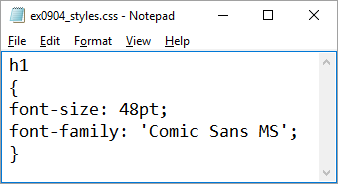 ex0904_styles.css - Notepad
File Edit Format View Help
h1
{
font-size: 48pt;
font-family: 'Comic Sans MS';
}